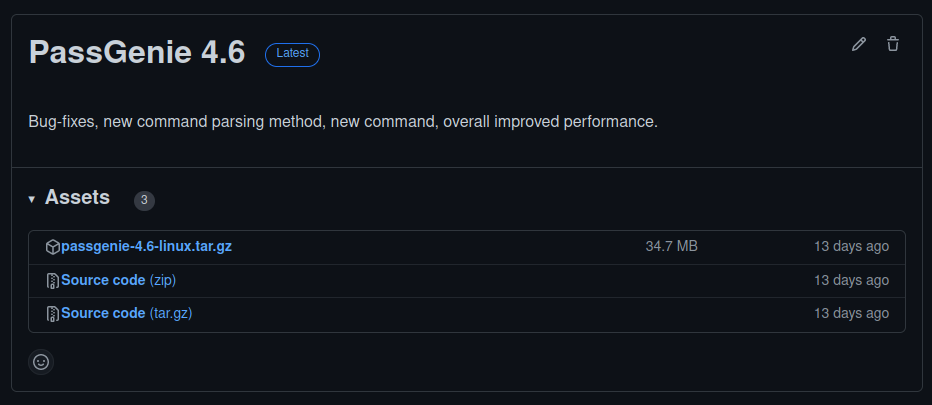 PassGenie 4.6 Latest
Bug-fixes, new command parsing method, new command, overall improved performance.
Assets 3
passgenie-4.6-linux.tar.gz 34.7 MB 13 days ago
Source code (zip) 13 days ago
Source code (tar.gz) 13 days ago